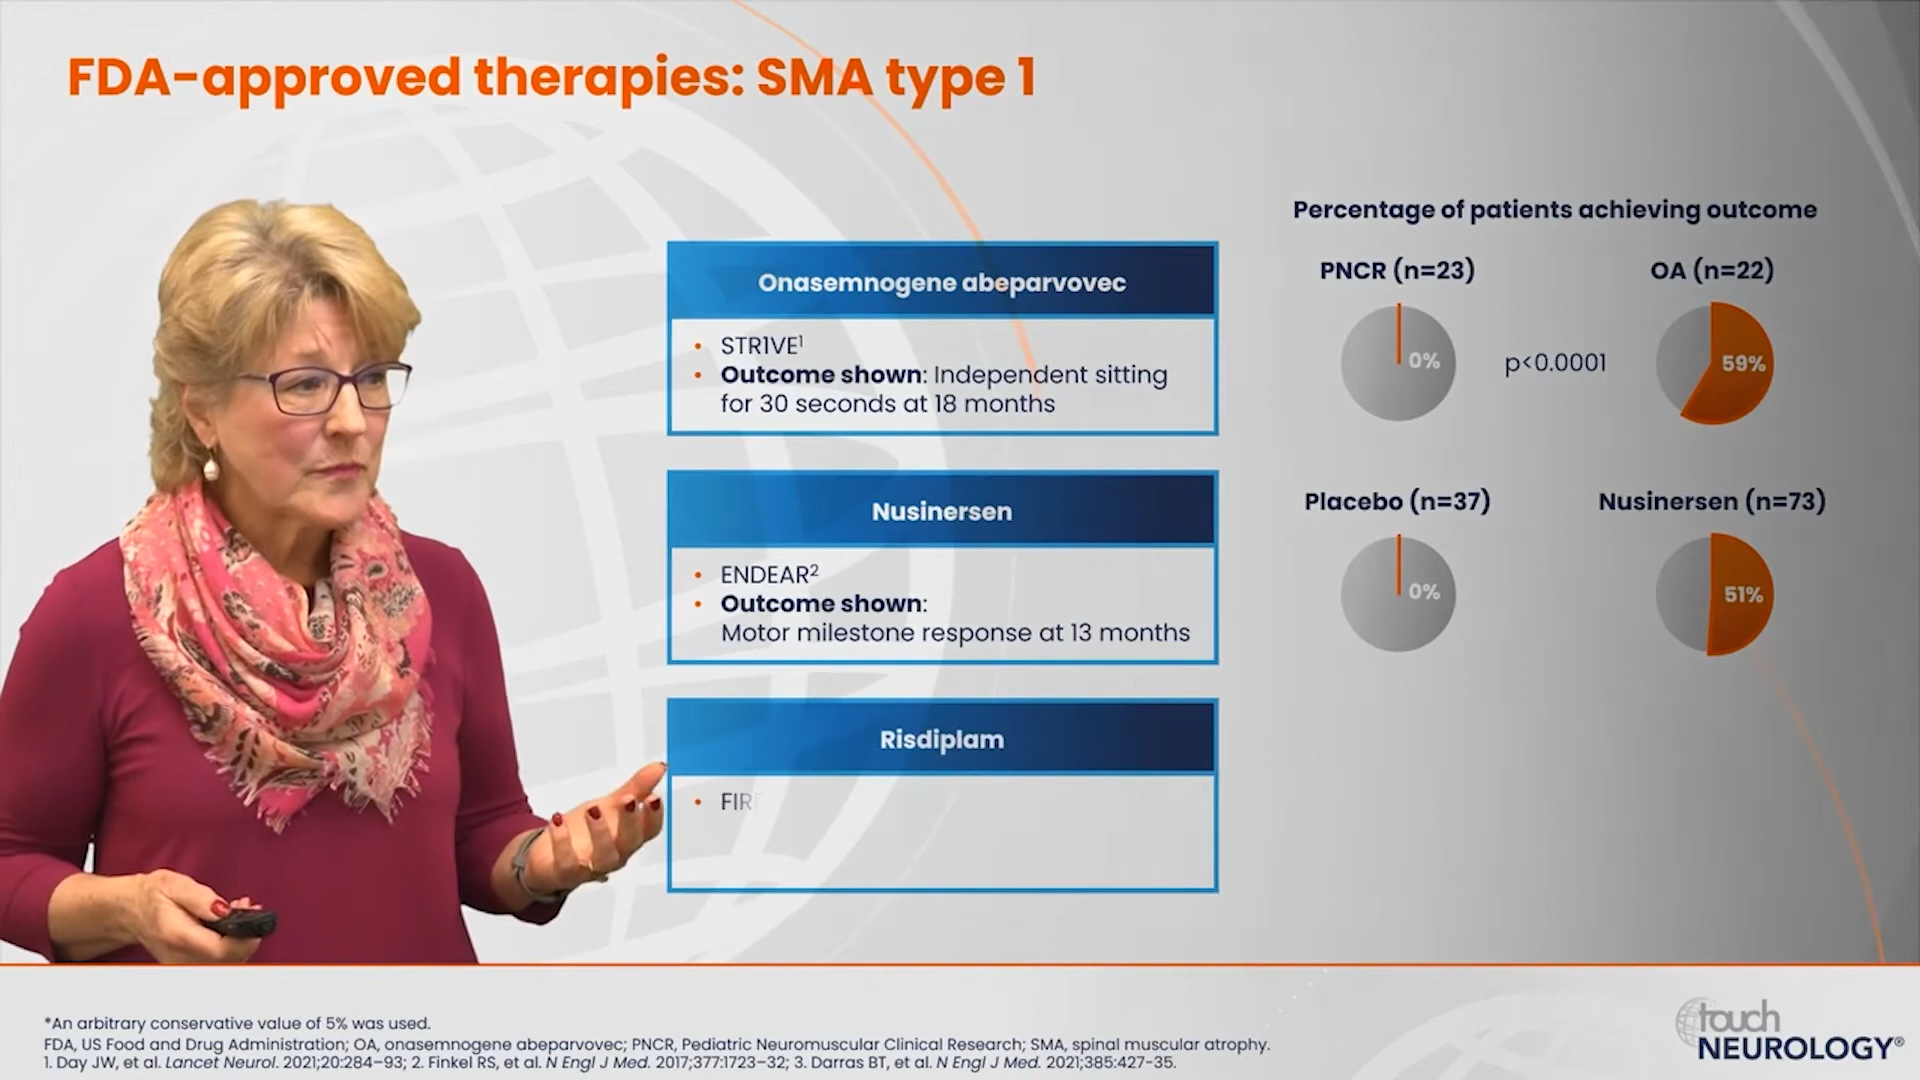 FDA-approved therapies: SMA type 1
Percentage of patients achieving outcome
Onasemnogene abeparvovec
• STR1VE¹
• Outcome shown: Independent sitting
for 30 seconds at 18 months
PNCR (n=23)
OA (n=22)
0%
p<0.0001
59%
Nusinersen
• ENDEAR²
• Outcome shown:
Motor milestone response at 13 months
Placebo (n=37)
Nusinersen (n=73)
0%
51%
Risdiplam
• FIR
*An arbitrary conservative value of 5% was used.
FDA, US Food and Drug Administration; OA, onasemnogene abeparvovec; PNCR, Pediatric Neuromuscular Clinical Research; SMA, spinal muscular atrophy.
1. Day JW, et al. Lancet Neurol. 2021;20:284–93; 2. Finkel RS, et al. N Engl J Med. 2017;377:1723–32; 3. Darras BT, et al. N Engl J Med. 2021;385:427-35.
touch
NEUROLOGY®